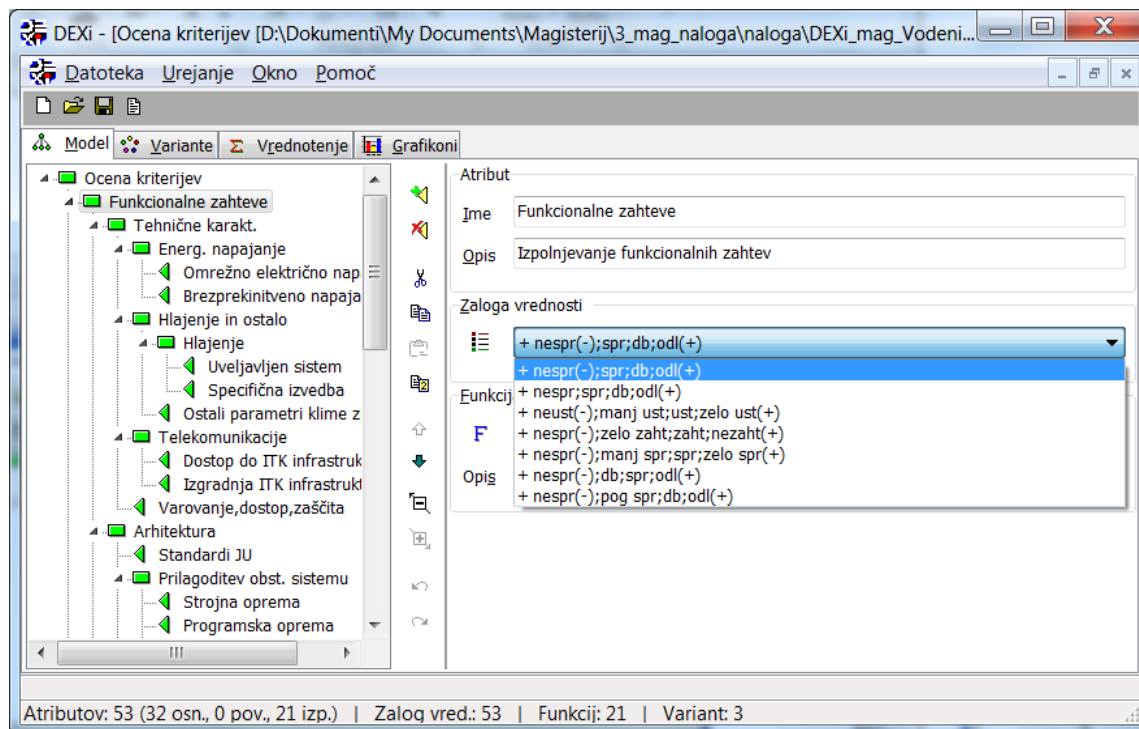 DEXi - [Ocena kriterijev [D:\Dokumenti\My Documents\Magisterij\3_mag_naloga\naloga\DEXi_mag_Vodeni...
Datoteka Urejanje Okno Pomoč
Model Variante Vrednotenje Grafikoni
Ocena kriterijev
Funkcionalne zahteve
Tehnične karakt.
Energ. napajanje
Omrežno električno nap
Brezprekinitveno napaja
Hlajenje in ostalo
Hlajenje
Uveljavljen sistem
Specifična izvedba
Ostali parametri klime z
Telekomunikacije
Dostop do ITK infrastruk
Izgradnja ITK infrastrukt
Varovanje,dostop,zaščita
Arhitektura
Standardi JU
Prilagoditev obst. sistemu
Strojna oprema
Programska oprema
Atribut
Ime Funkcionalne zahteve
Opis Izpolnjevanje funkcionalnih zahtev
Zaloga vrednosti
+ nespr(-);spr;db;odl(+)
+ nespr(-);spr;db;odl(+)
+ nespr;spr;db;odl(+)
+ neust(-);manj ust;ust;zelo ust(+)
+ nespr(-);zelo zaht;zaht;nezaht(+)
+ nespr(-);manj spr;spr;zelo spr(+)
+ nespr(-);db;spr;odl(+)
+ nespr(-);pog spr;db;odl(+)
Funkcij
F
Opis
Atributov: 53 (32 osn., 0 pov., 21 izp.) | Zalog vred.: 53 | Funkcij: 21 | Variant: 3